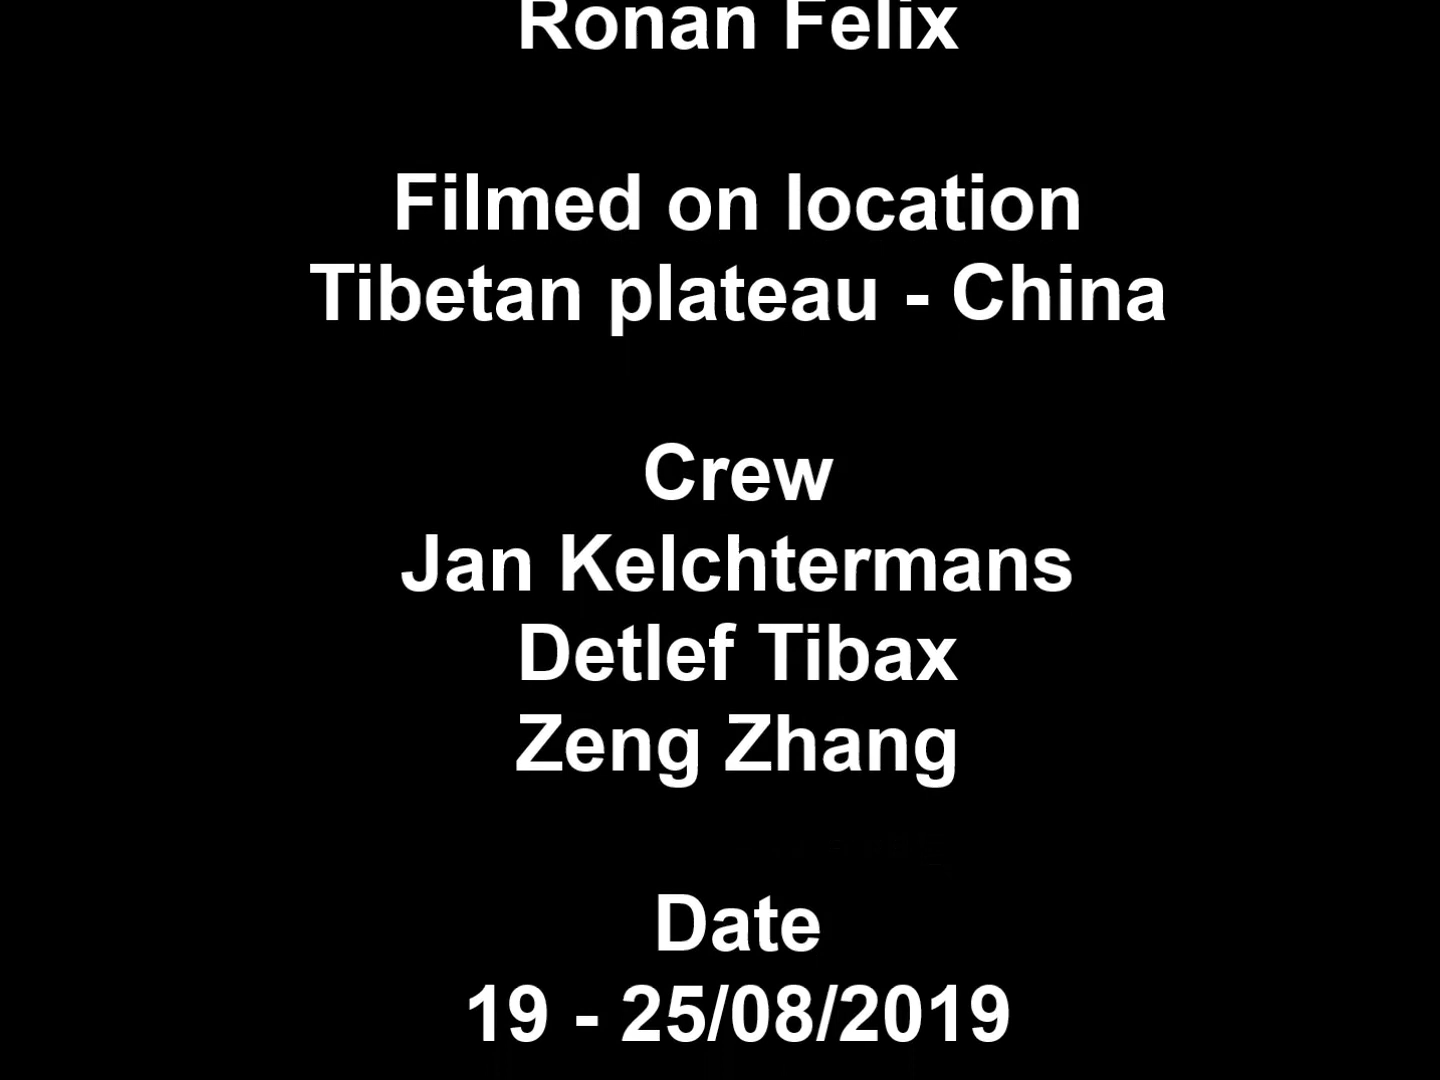 Ronan Felix
Filmed on location
Tibetan plateau - China
Crew
Jan Kelchtermans
Detlef Tibax
Zeng Zhang
Date
19 - 25/08/2019